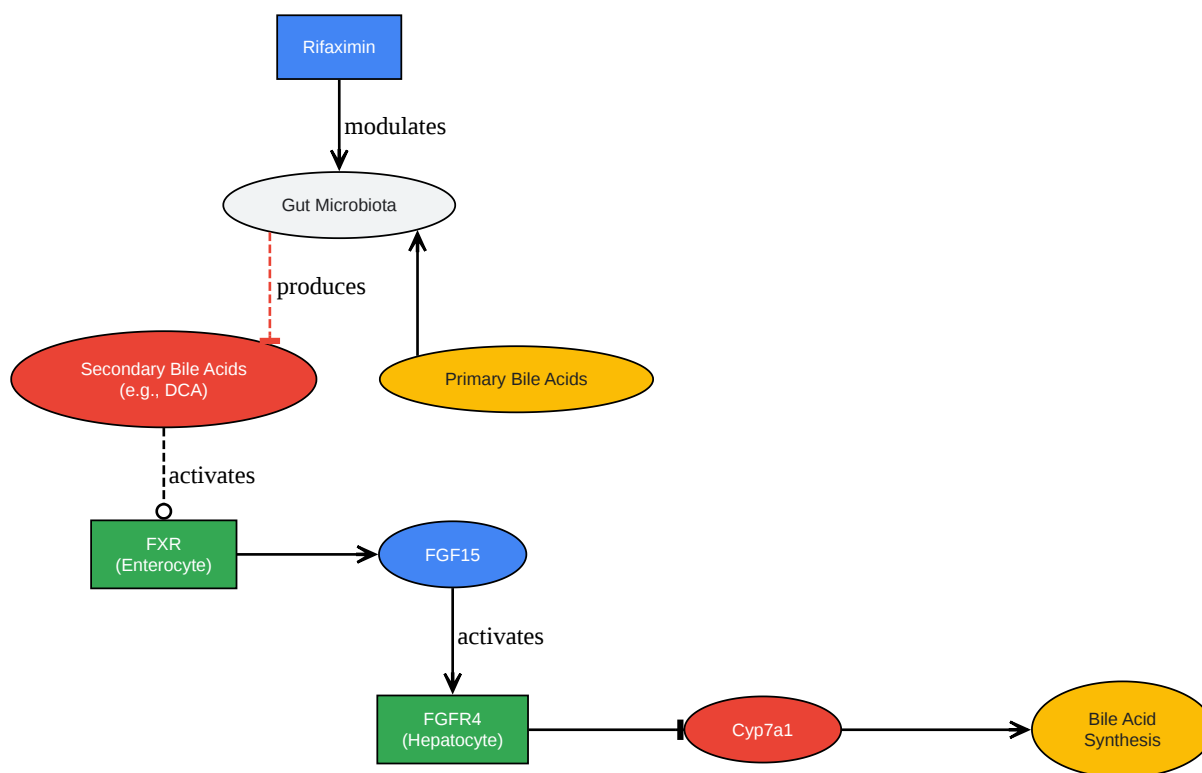 Rifaximin
modulates
Gut Microbiota
produces
Secondary Bile Acids
(e.g., DCA)
Primary Bile Acids
activates
FXR
(Enterocyte)
FGF15
activates
FGFR4
(Hepatocyte)
Cyp7a1
Bile Acid
Synthesis